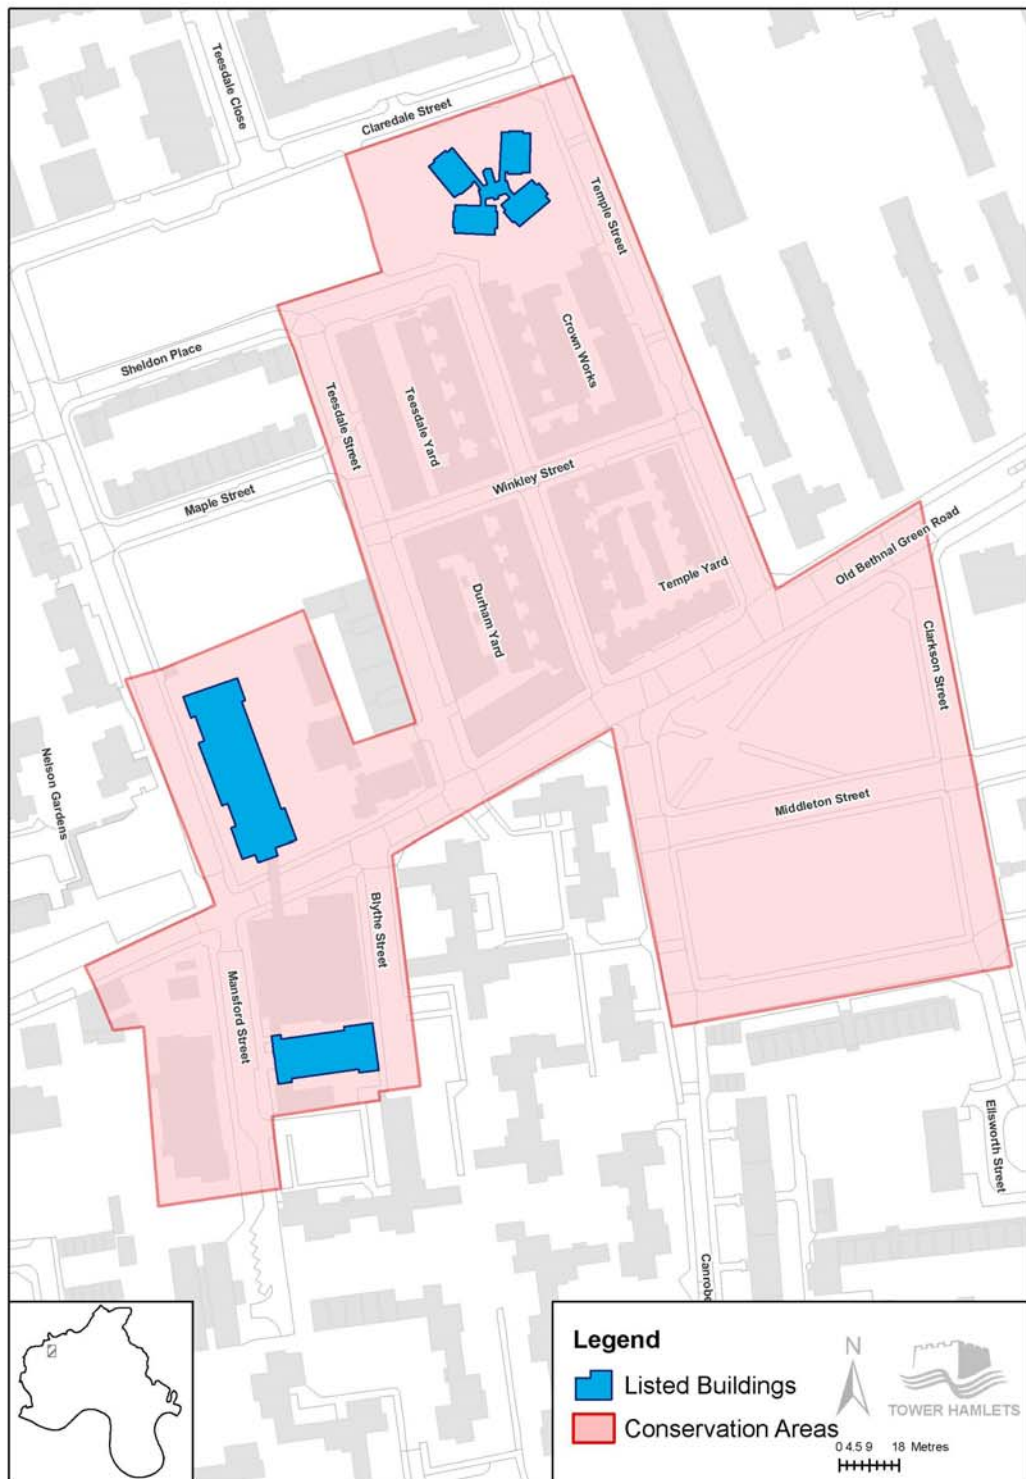 Teesdale Close
Claredale Street
Temple Street
Crown Works
Sheldon Place
Teesdale Street
Teesdale Yard
Winkley Street
Maple Street
Old Bethnal Green Road
Temple Yard
Durham Yard
Clarkson Street
Nelson Gardens
Middleton Street
Blythe Street
Mansford Street
Ellsworth Street
Canrobe
Legend
Listed Buildings
Conservation Areas
N
TOWER HAMLETS
0 4.5 9 18 Metres